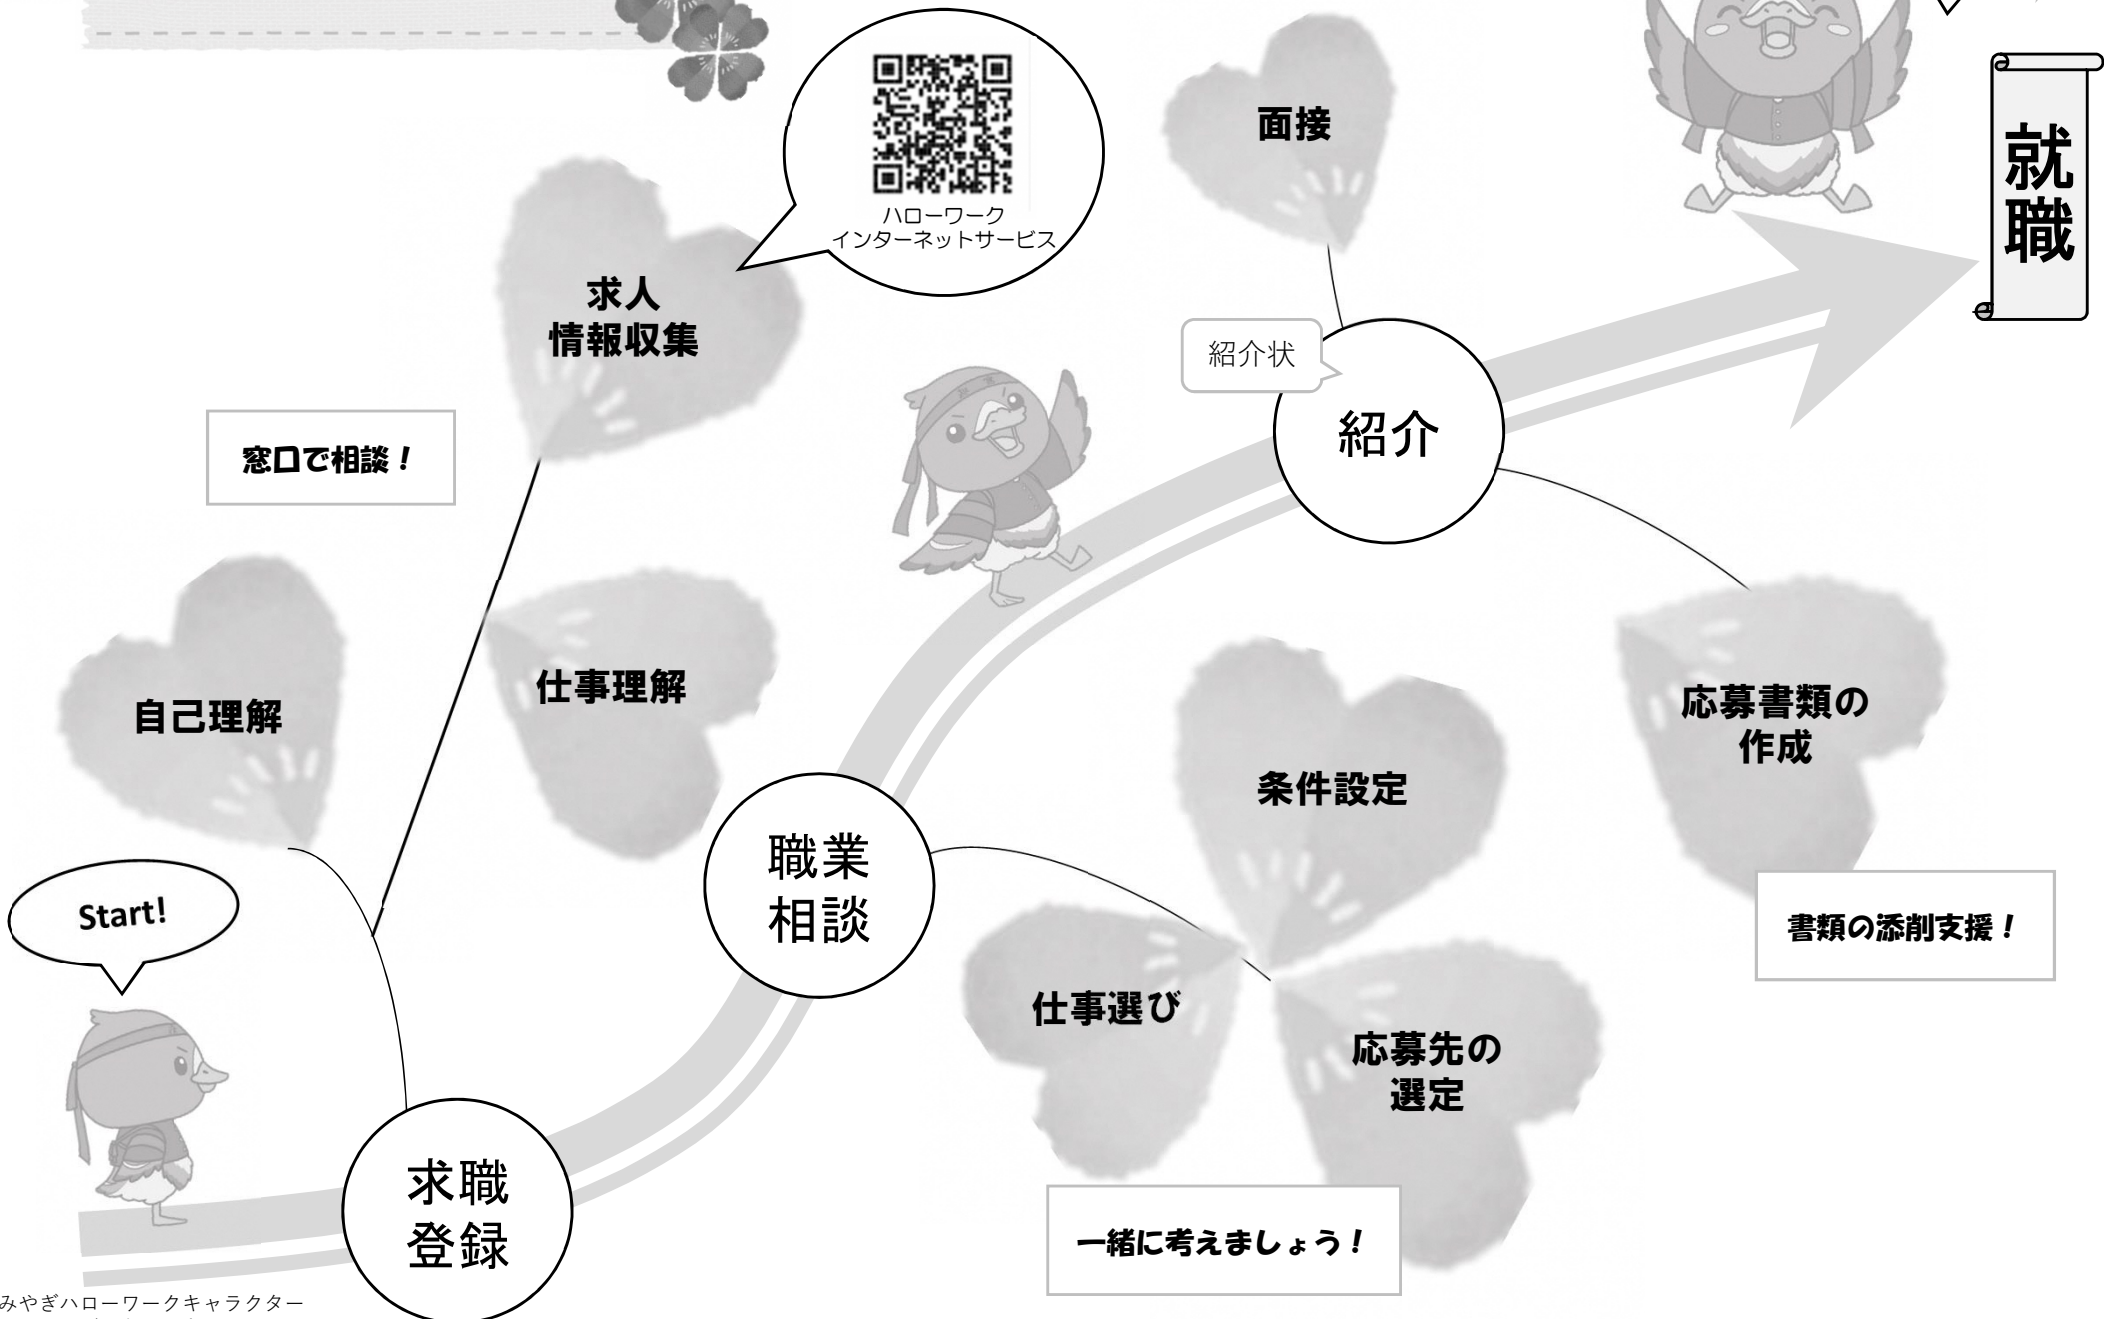 ハローワーク
インターネットサービス
面接
就職
求人
情報収集
紹介状
紹介
窓口で相談！
自己理解
仕事理解
条件設定
応募書類の
作成
職業
相談
Start!
書類の添削支援！
仕事選び
応募先の
選定
求職
登録
一緒に考えましょう！
みやぎハローワークキャラクター